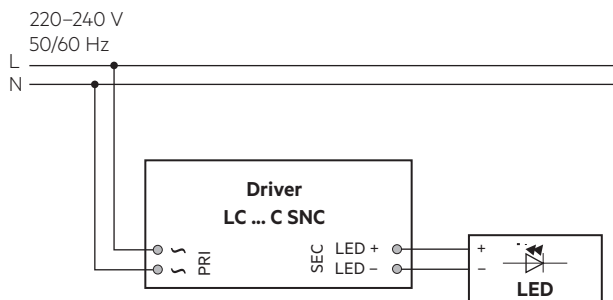 220–240 V
50/60 Hz
L
N
Driver
LC ... C SNC
~ PRI SEC LED + +
~ LED – –
LED